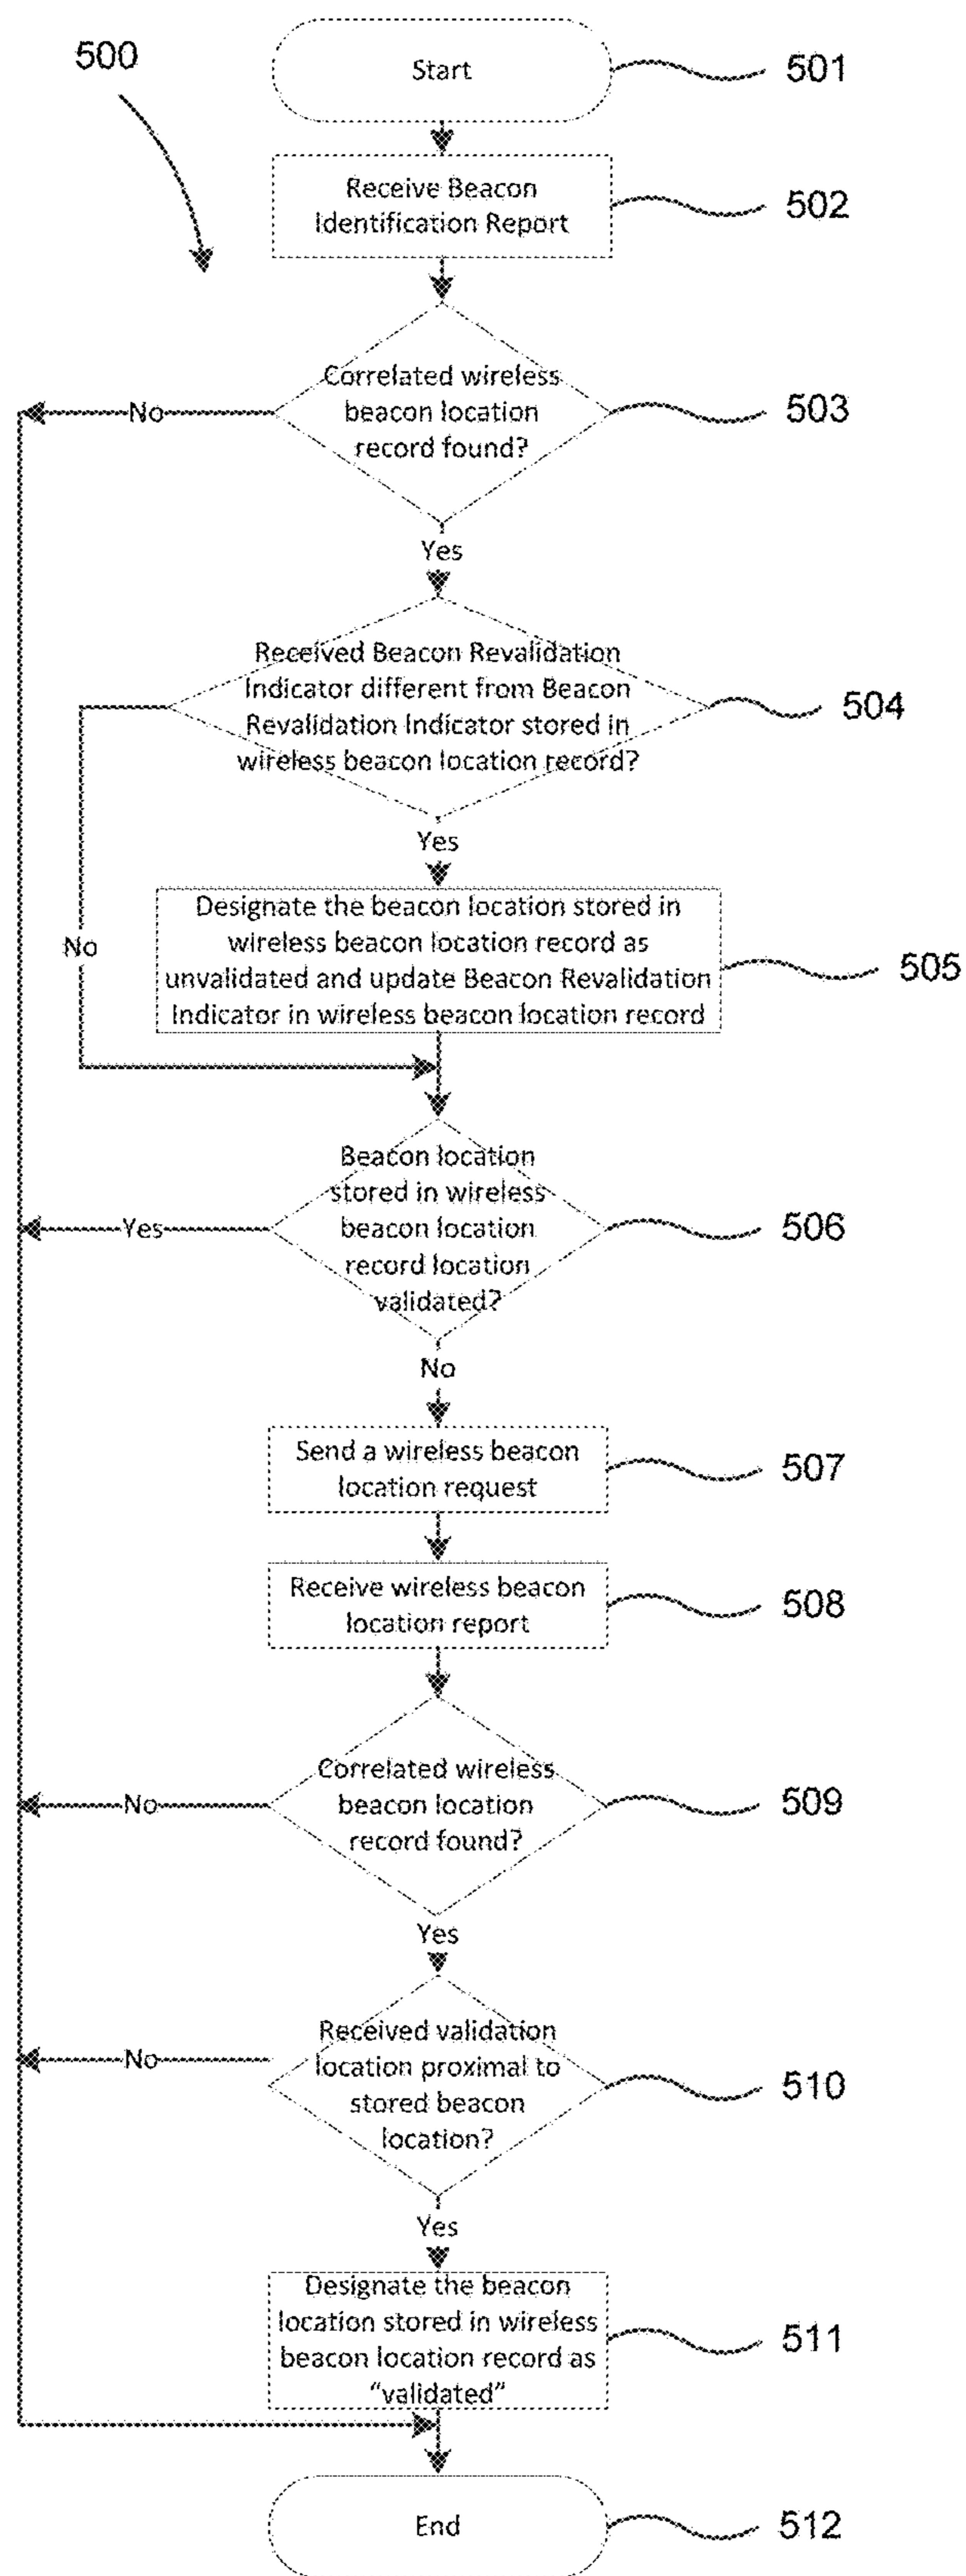 500
Start
501
Receive Beacon
Identification Report
502
Correlated wireless
beacon location
record found?
503
No
Yes
Received Beacon Revalidation
Indicator different from Beacon
Revalidation Indicator stored in
wireless beacon location record?
504
Yes
No
Designate the beacon location stored in
wireless beacon location record as
unvalidated and update Beacon Revalidation
Indicator in wireless beacon location record
505
Beacon location
stored in wireless
beacon location
record location
validated?
506
Yes
No
Send a wireless beacon
location request
507
Receive wireless beacon
location report
508
Correlated wireless
beacon location
record found?
509
No
Yes
Received validation
location proximal to
stored beacon
location?
510
No
Yes
Designate the beacon
location stored in wireless
beacon location record as
“validated”
511
End
512